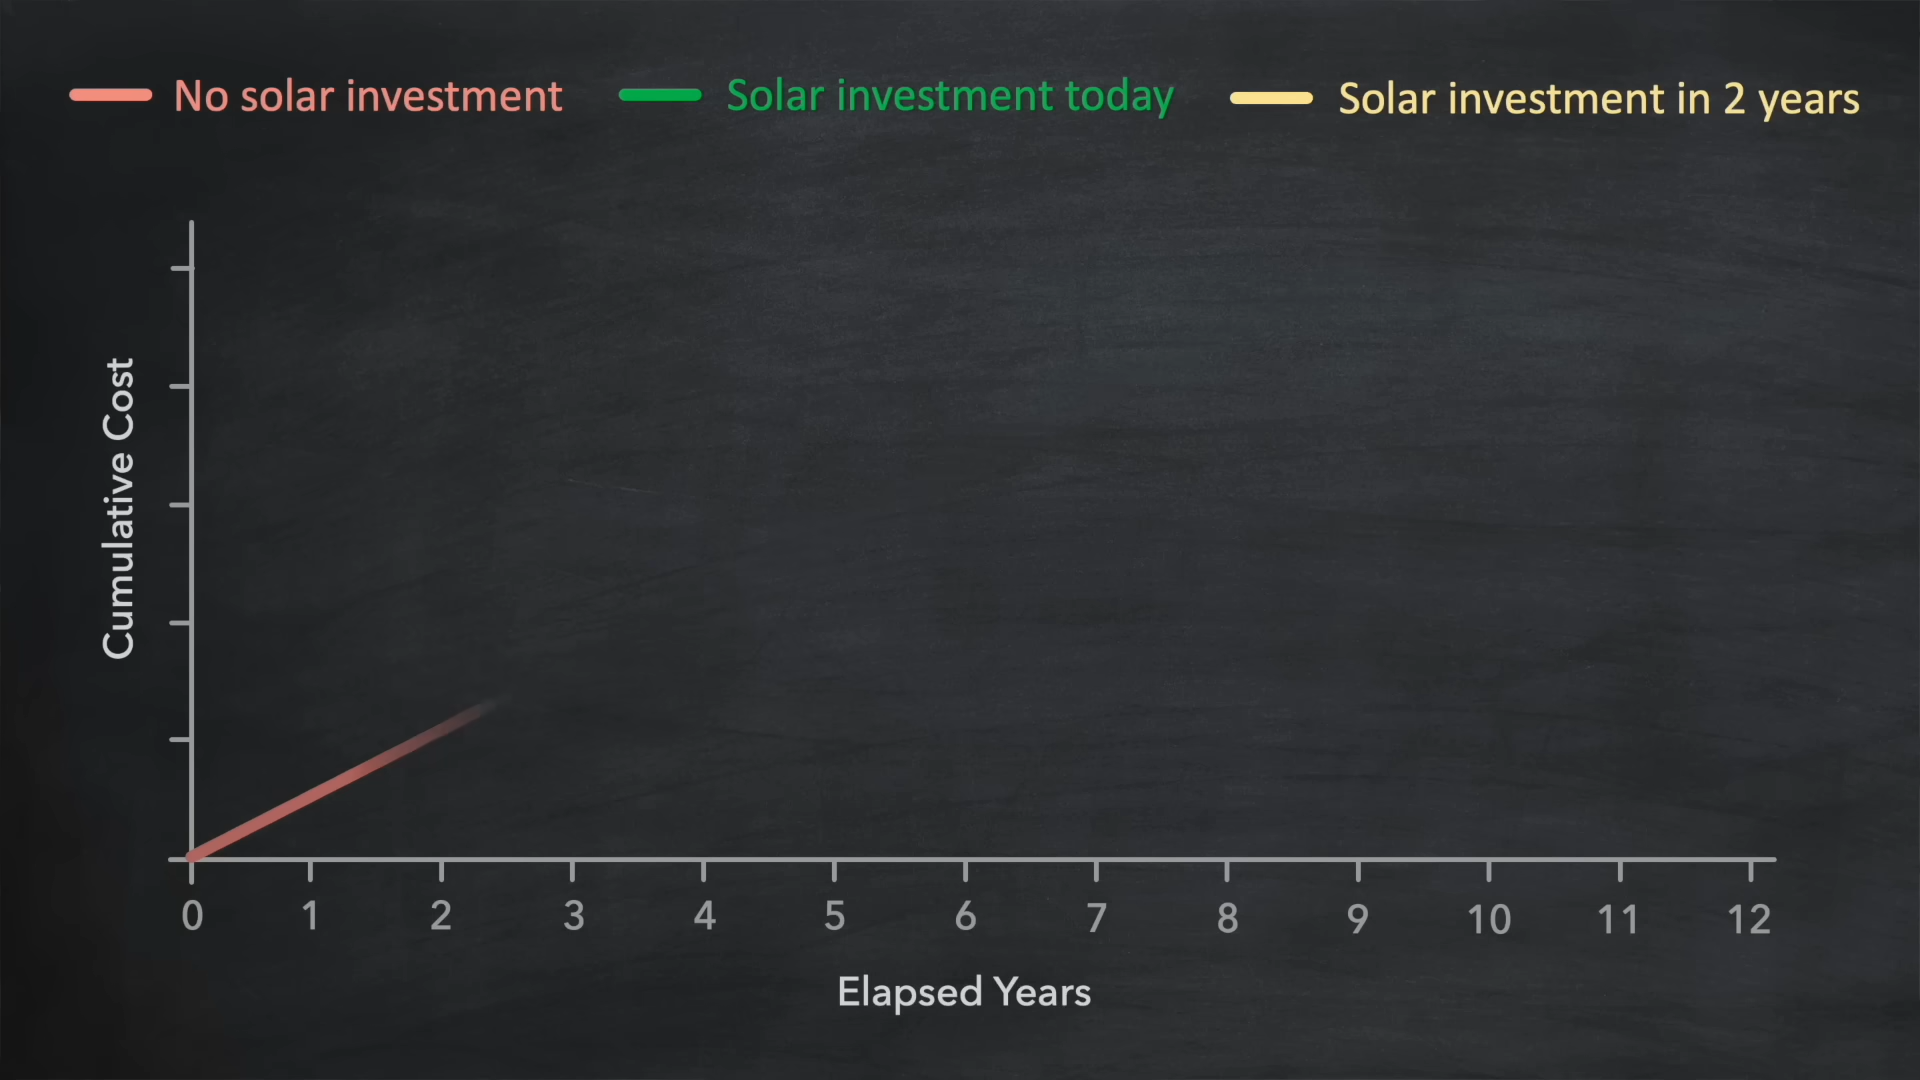 No solar investment
Solar investment today
Solar investment in 2 years
Cumulative Cost
0 1 2 3 4 5 6 7 8 9 10 11 12
Elapsed Years